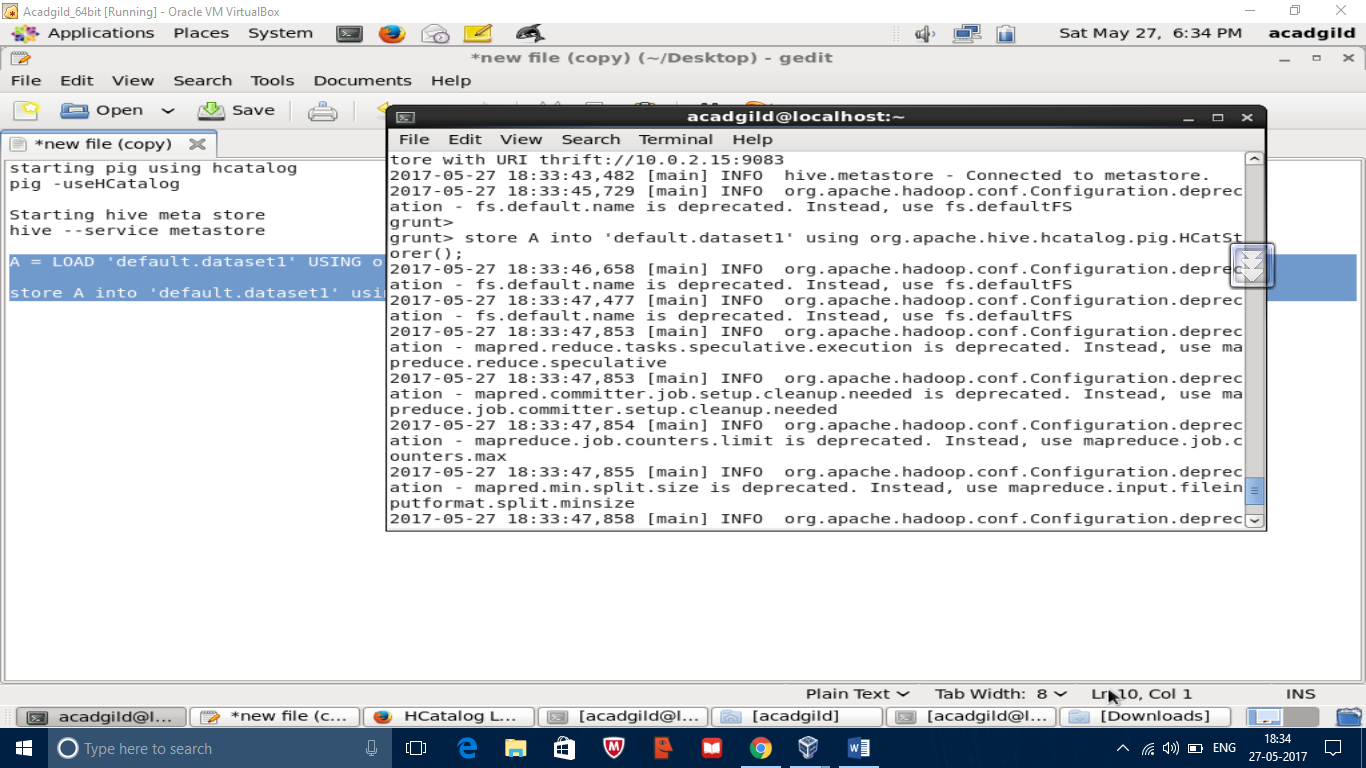 Acadgild_64bit [Running] - Oracle VM VirtualBox
Applications Places System Sat May 27, 6:34 PM acadgild
*new file (copy) (~/Desktop) - gedit
File Edit View Search Tools Documents Help
Open Save
*new file (copy)
starting pig using hcatalog
pig -useHCatalog
Starting hive meta store
hive --service metastore
A = LOAD 'default.dataset1' USING o
store A into 'default.dataset1' usi
acadgild@localhost:~
File Edit View Search Terminal Help
tore with URI thrift://10.0.2.15:9083
2017-05-27 18:33:43,482 [main] INFO  hive.metastore - Connected to metastore.
2017-05-27 18:33:45,729 [main] INFO  org.apache.hadoop.conf.Configuration.deprec
ation - fs.default.name is deprecated. Instead, use fs.defaultFS
grunt>
grunt> store A into 'default.dataset1' using org.apache.hive.hcatalog.pig.HCatSt
orer();
2017-05-27 18:33:46,658 [main] INFO  org.apache.hadoop.conf.Configuration.deprec
ation - fs.default.name is deprecated. Instead, use fs.defaultFS
2017-05-27 18:33:47,477 [main] INFO  org.apache.hadoop.conf.Configuration.deprec
ation - fs.default.name is deprecated. Instead, use fs.defaultFS
2017-05-27 18:33:47,853 [main] INFO  org.apache.hadoop.conf.Configuration.deprec
ation - mapred.reduce.tasks.speculative.execution is deprecated. Instead, use ma
preduce.reduce.speculative
2017-05-27 18:33:47,853 [main] INFO  org.apache.hadoop.conf.Configuration.deprec
ation - mapred.committer.job.setup.cleanup.needed is deprecated. Instead, use ma
preduce.job.committer.setup.cleanup.needed
2017-05-27 18:33:47,854 [main] INFO  org.apache.hadoop.conf.Configuration.deprec
ation - mapreduce.job.counters.limit is deprecated. Instead, use mapreduce.job.c
ounters.max
2017-05-27 18:33:47,855 [main] INFO  org.apache.hadoop.conf.Configuration.deprec
ation - mapred.min.split.size is deprecated. Instead, use mapreduce.input.filein
putformat.split.minsize
2017-05-27 18:33:47,858 [main] INFO  org.apache.hadoop.conf.Configuration.deprec
Plain Text Tab Width: 8 Ln 10, Col 1 INS
acadgild@l... *new file (c... HCatalog L... [acadgild@l... [acadgild] [acadgild@l... [Downloads]
Type here to search ENG 18:34
27-05-2017